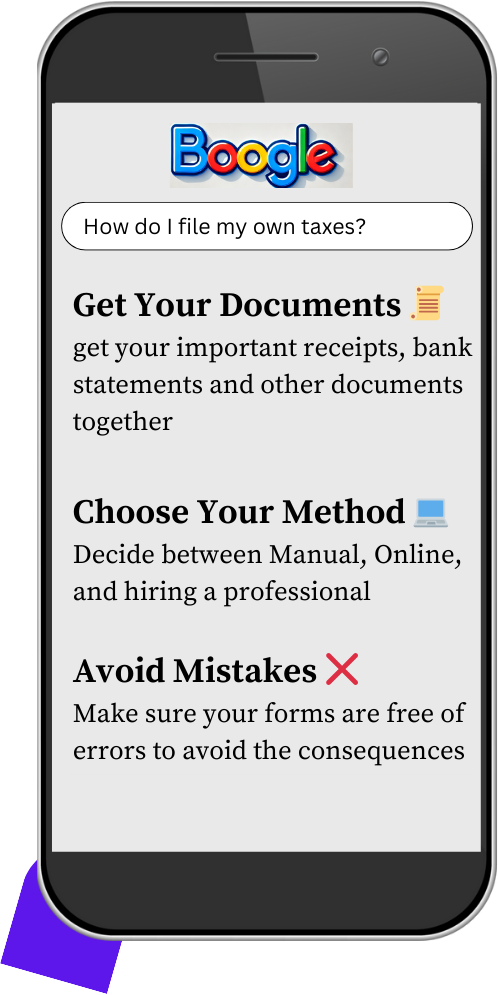 Boogle
How do I file my own taxes?
Get Your Documents 📜
get your important receipts, bank
statements and other documents
together
Choose Your Method 💻
Decide between Manual, Online,
and hiring a professional
Avoid Mistakes ❌
Make sure your forms are free of
errors to avoid the consequences